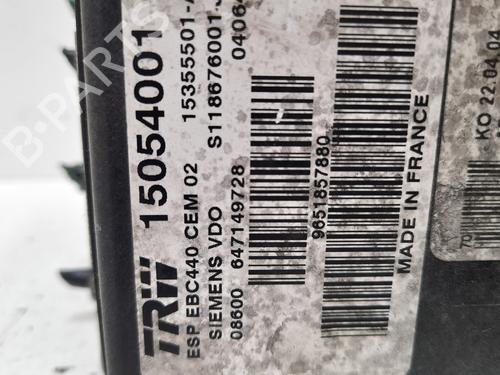 TRW 15054001
ESP EBC440 CEM 02 15355501-
SIEMENS VDO S118676001
08600 647149728
9651857880
MADE IN FRANCE
KO 22.04.04
70
B-PARTS